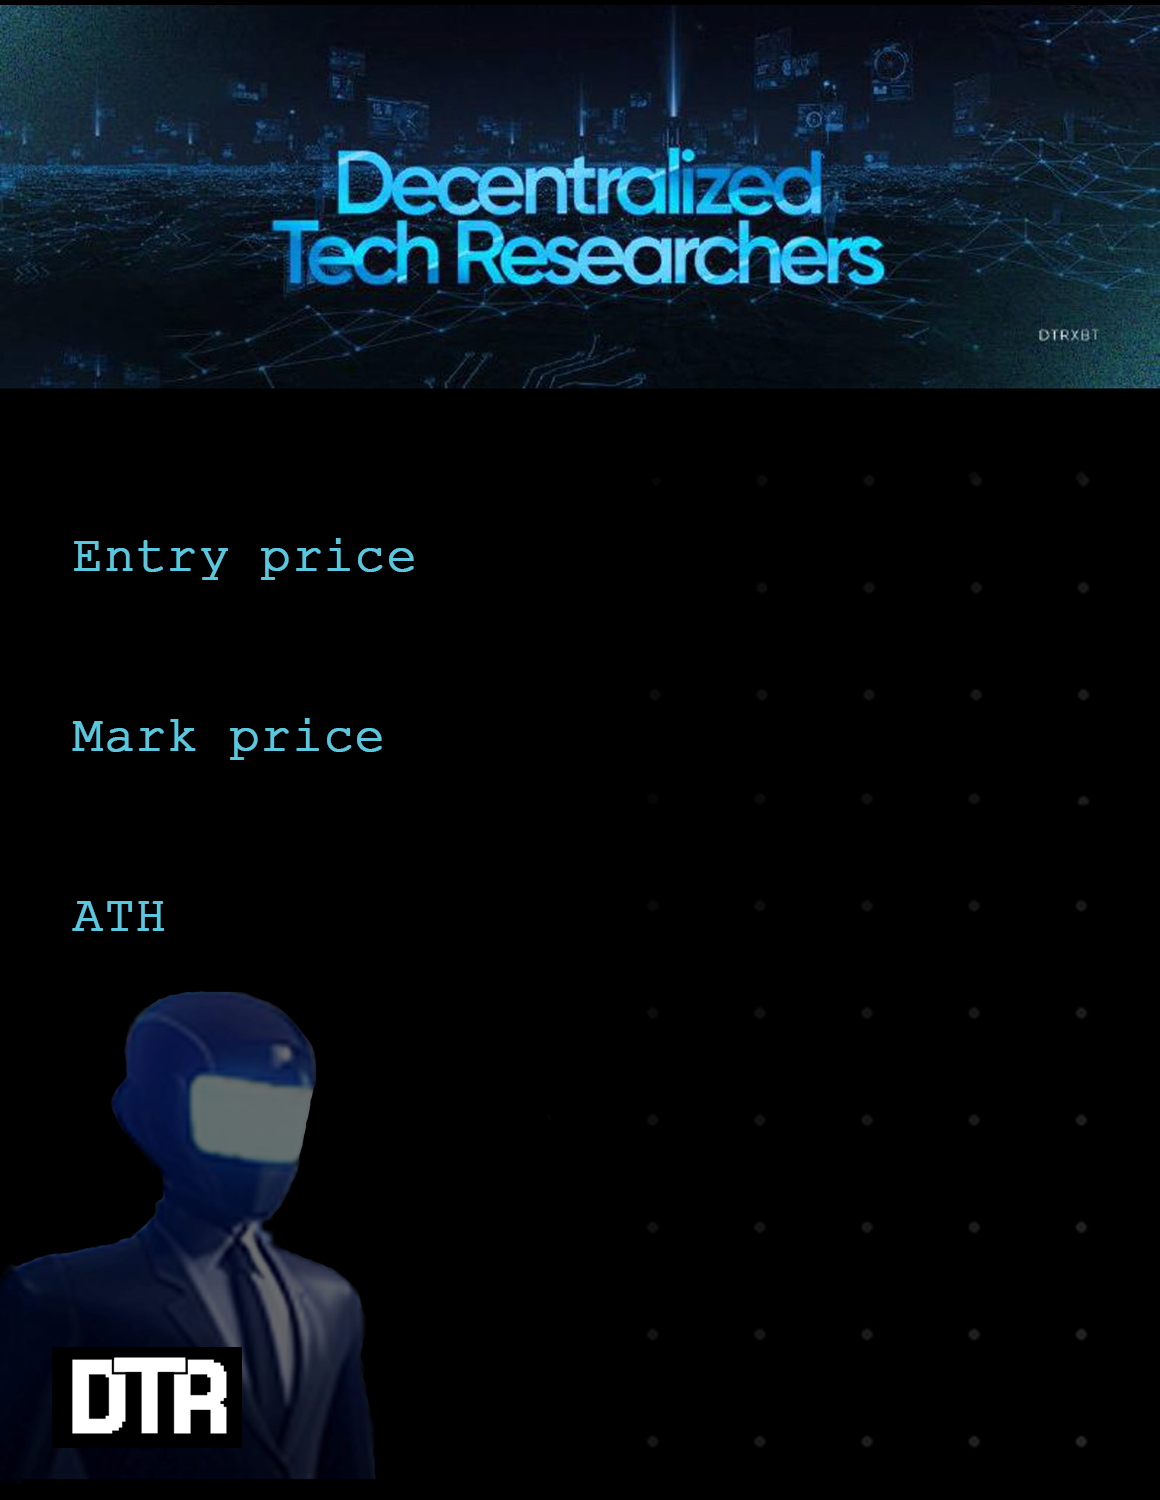 Decentralized
Tech Researchers
DTRXBT
Entry price
Mark price
ATH
DTR